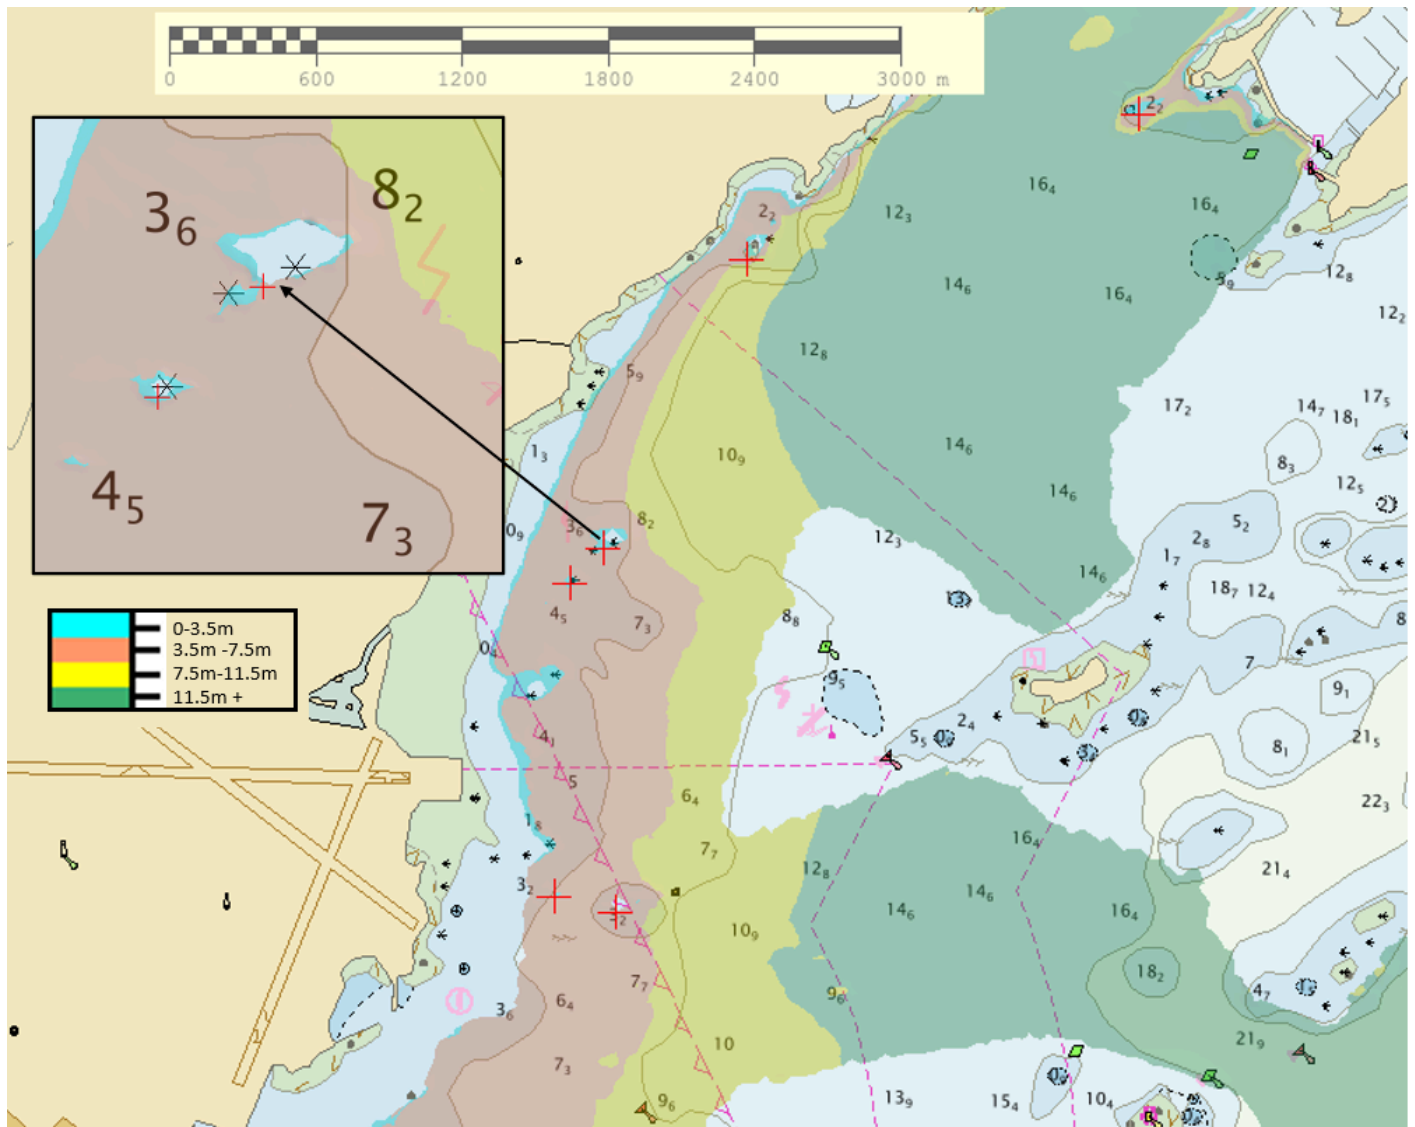 0 600 1200 1800 2400 3000 m
2₂
16₄
2₂ 12₃ 16₄
3₆ 8₂
12₈
14₆ 16₄
12₂
12₈
5₉
17₂ 14₇ 18₁ 17₅
1₃ 10₉ 14₆ 8₃
4₅ 7₃
14₆ 12₅
0₉ 3₆ 8₂ 12₃ 5₂
2₈
1₇
14₆
18₇ 12₄
4₅ 7₃ 8₈ 8
0-3.5m
3.5m -7.5m
7.5m-11.5m
11.5m +
0₄ 7
9₅ 9₁
2₄
4₁ 5₅ 8₁ 21₅
5
6₄ 22₃
1₈ 7₇ 16₄
3₂ 12₈ 21₄
14₆ 14₆ 16₄
10₉
18₂
7₇ 9₆ 4₇
3₆ 6₄
10 21₉
7₃
9₆ 13₉ 15₄ 10₄